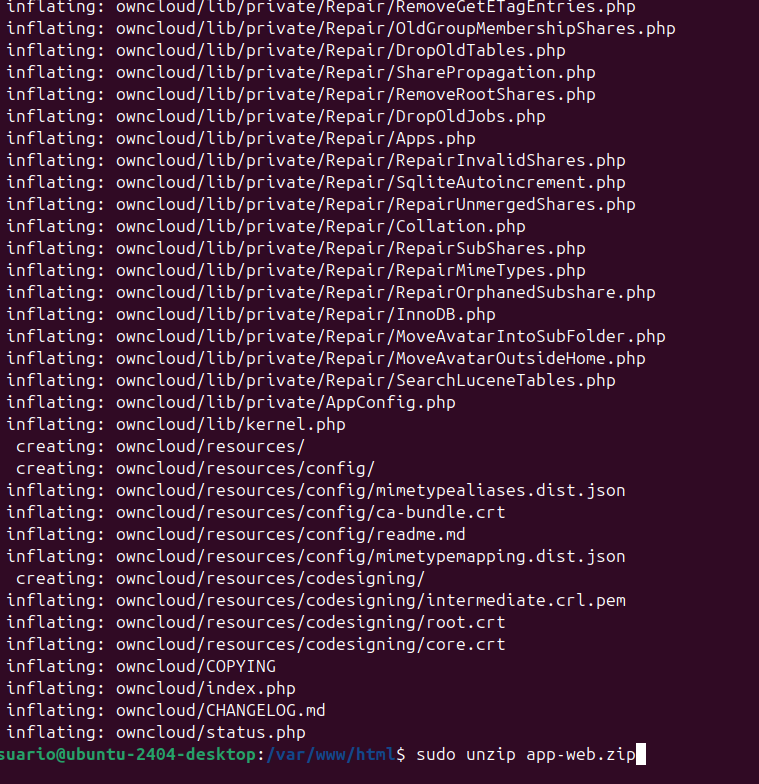 inflating: owncloud/lib/private/Repair/RemoveGetETagEntries.php
inflating: owncloud/lib/private/Repair/OldGroupMembershipShares.php
inflating: owncloud/lib/private/Repair/DropOldTables.php
inflating: owncloud/lib/private/Repair/SharePropagation.php
inflating: owncloud/lib/private/Repair/RemoveRootShares.php
inflating: owncloud/lib/private/Repair/DropOldJobs.php
inflating: owncloud/lib/private/Repair/Apps.php
inflating: owncloud/lib/private/Repair/RepairInvalidShares.php
inflating: owncloud/lib/private/Repair/SqliteAutoincrement.php
inflating: owncloud/lib/private/Repair/RepairUnmergedShares.php
inflating: owncloud/lib/private/Repair/Collation.php
inflating: owncloud/lib/private/Repair/RepairSubShares.php
inflating: owncloud/lib/private/Repair/RepairMimeTypes.php
inflating: owncloud/lib/private/Repair/RepairOrphanedSubshare.php
inflating: owncloud/lib/private/Repair/InnoDB.php
inflating: owncloud/lib/private/Repair/MoveAvatarIntoSubFolder.php
inflating: owncloud/lib/private/Repair/MoveAvatarOutsideHome.php
inflating: owncloud/lib/private/Repair/SearchLuceneTables.php
inflating: owncloud/lib/private/AppConfig.php
inflating: owncloud/lib/kernel.php
creating: owncloud/resources/
creating: owncloud/resources/config/
inflating: owncloud/resources/config/mimetypealiases.dist.json
inflating: owncloud/resources/config/ca-bundle.crt
inflating: owncloud/resources/config/readme.md
inflating: owncloud/resources/config/mimetypemapping.dist.json
creating: owncloud/resources/codesigning/
inflating: owncloud/resources/codesigning/intermediate.crl.pem
inflating: owncloud/resources/codesigning/root.crt
inflating: owncloud/resources/codesigning/core.crt
inflating: owncloud/COPYING
inflating: owncloud/index.php
inflating: owncloud/CHANGELOG.md
inflating: owncloud/status.php
suario@ubuntu-2404-desktop:/var/www/html$ sudo unzip app-web.zip